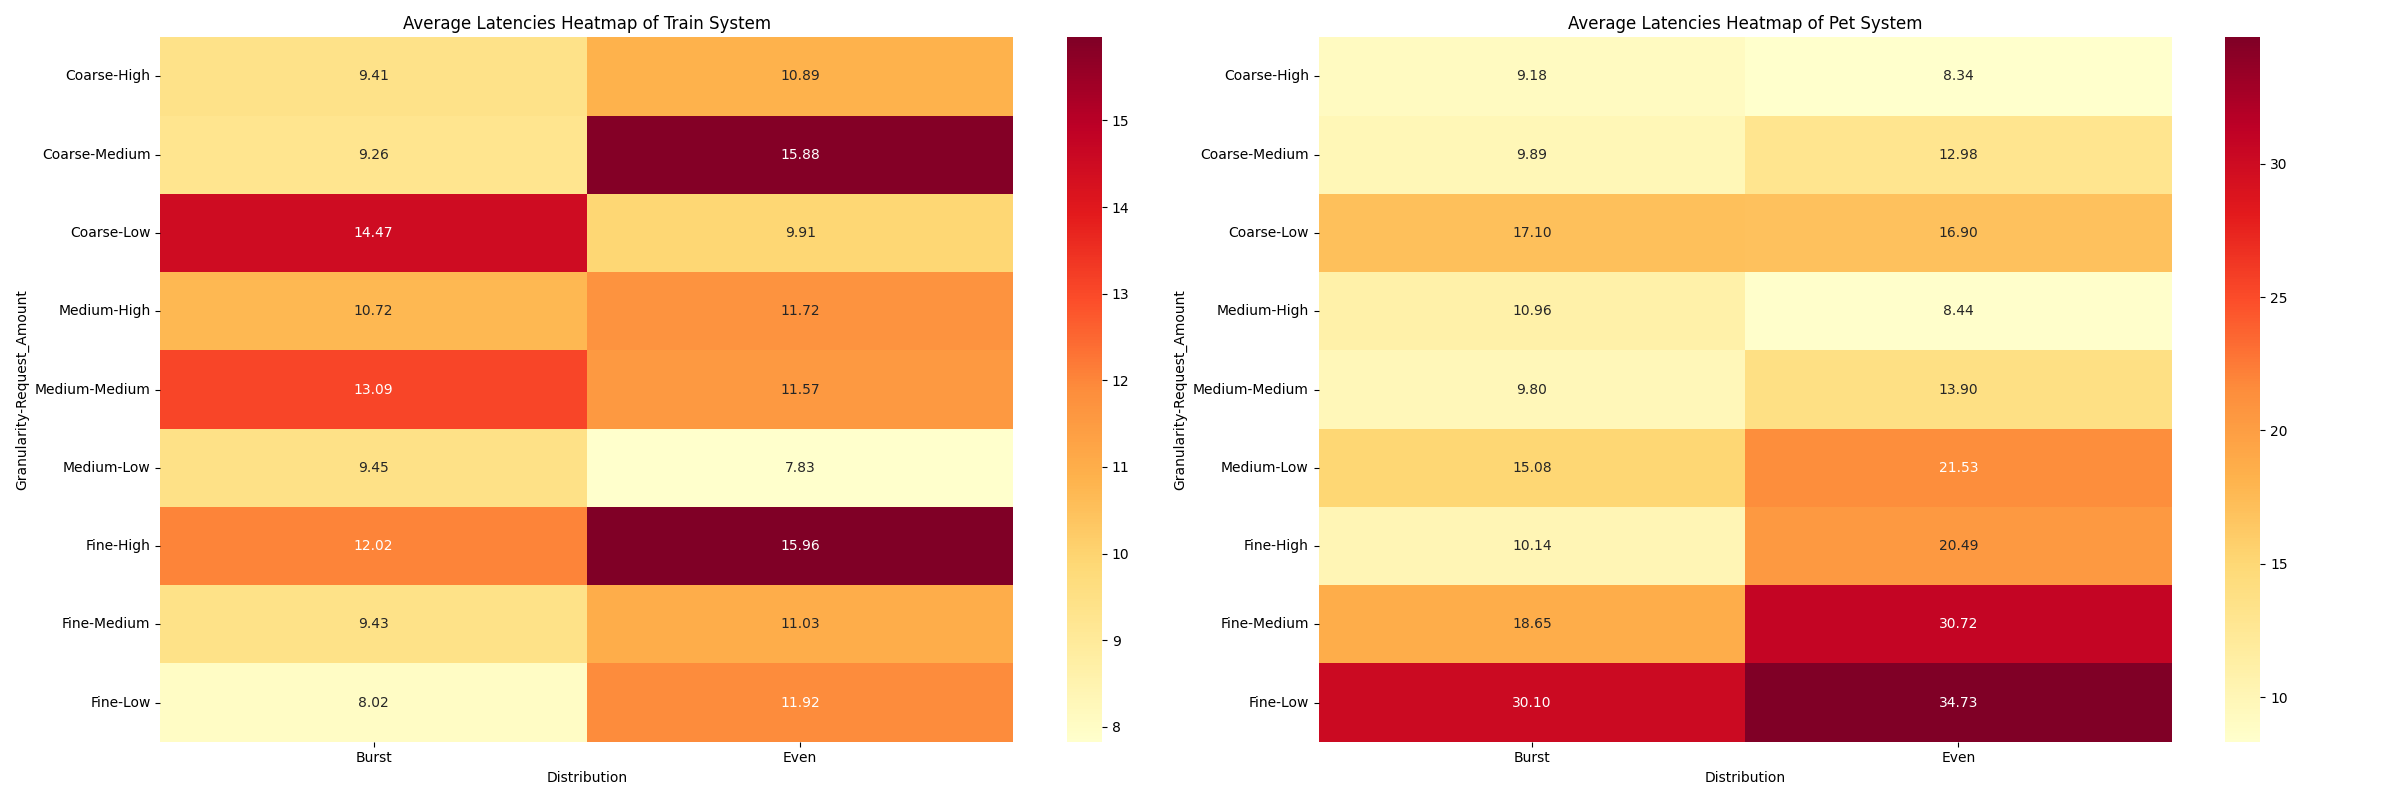 Average Latencies Heatmap of Train System
Granularity-Request_Amount
Coarse-High 9.41 10.89
Coarse-Medium 9.26 15.88
Coarse-Low 14.47 9.91
Medium-High 10.72 11.72
Medium-Medium 13.09 11.57
Medium-Low 9.45 7.83
Fine-High 12.02 15.96
Fine-Medium 9.43 11.03
Fine-Low 8.02 11.92
Burst Even
Distribution
15
14
13
12
11
10
9
8
Average Latencies Heatmap of Pet System
Granularity-Request_Amount
Coarse-High 9.18 8.34
Coarse-Medium 9.89 12.98
Coarse-Low 17.10 16.90
Medium-High 10.96 8.44
Medium-Medium 9.80 13.90
Medium-Low 15.08 21.53
Fine-High 10.14 20.49
Fine-Medium 18.65 30.72
Fine-Low 30.10 34.73
Burst Even
Distribution
30
25
20
15
10